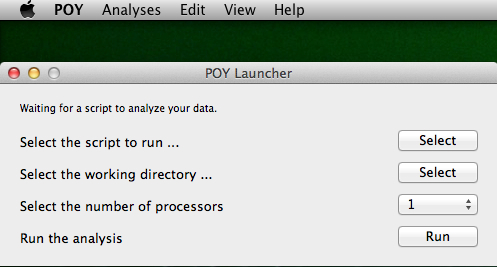 POY Analyses Edit View Help
POY Launcher
Waiting for a script to analyze your data.
Select the script to run ... Select
Select the working directory ... Select
Select the number of processors 1
Run the analysis Run